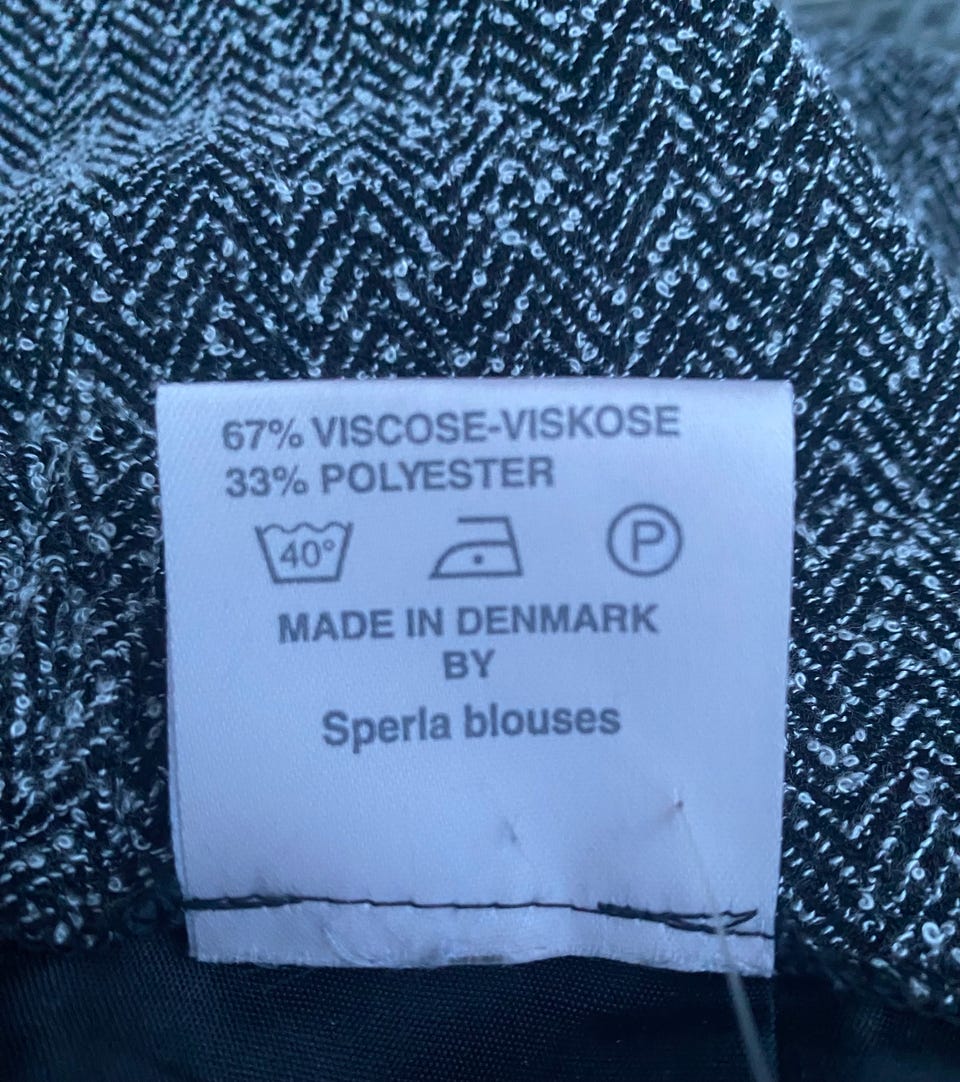 67% VISCOSE-VISKOSE
33% POLYESTER
40° P
MADE IN DENMARK
BY
Sperla blouses